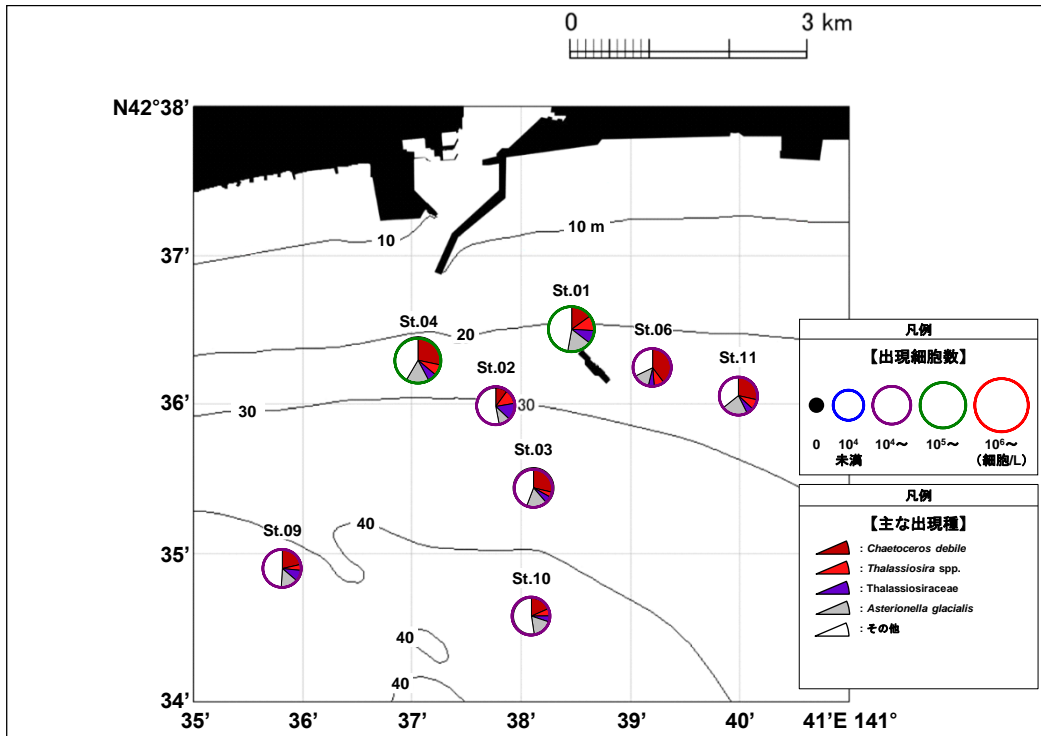 0 3 km
N42°38’
10
10 m
37’
St.01
St.04
St.06
20
St.02
St.11
36’
30
30
St.03
40
St.09
35’
St.10
40
40
34’
35’ 36’ 37’ 38’ 39’ 40’ 41’E 141°
凡例
【出現細胞数】
0 10⁴ 10⁴~ 10⁵~ 10⁶~
未満 (細胞/L)
凡例
【主な出現種】
: Chaetoceros debile
: Thalassiosira spp.
: Thalassiosiraceae
: Asterionella glacialis
: その他